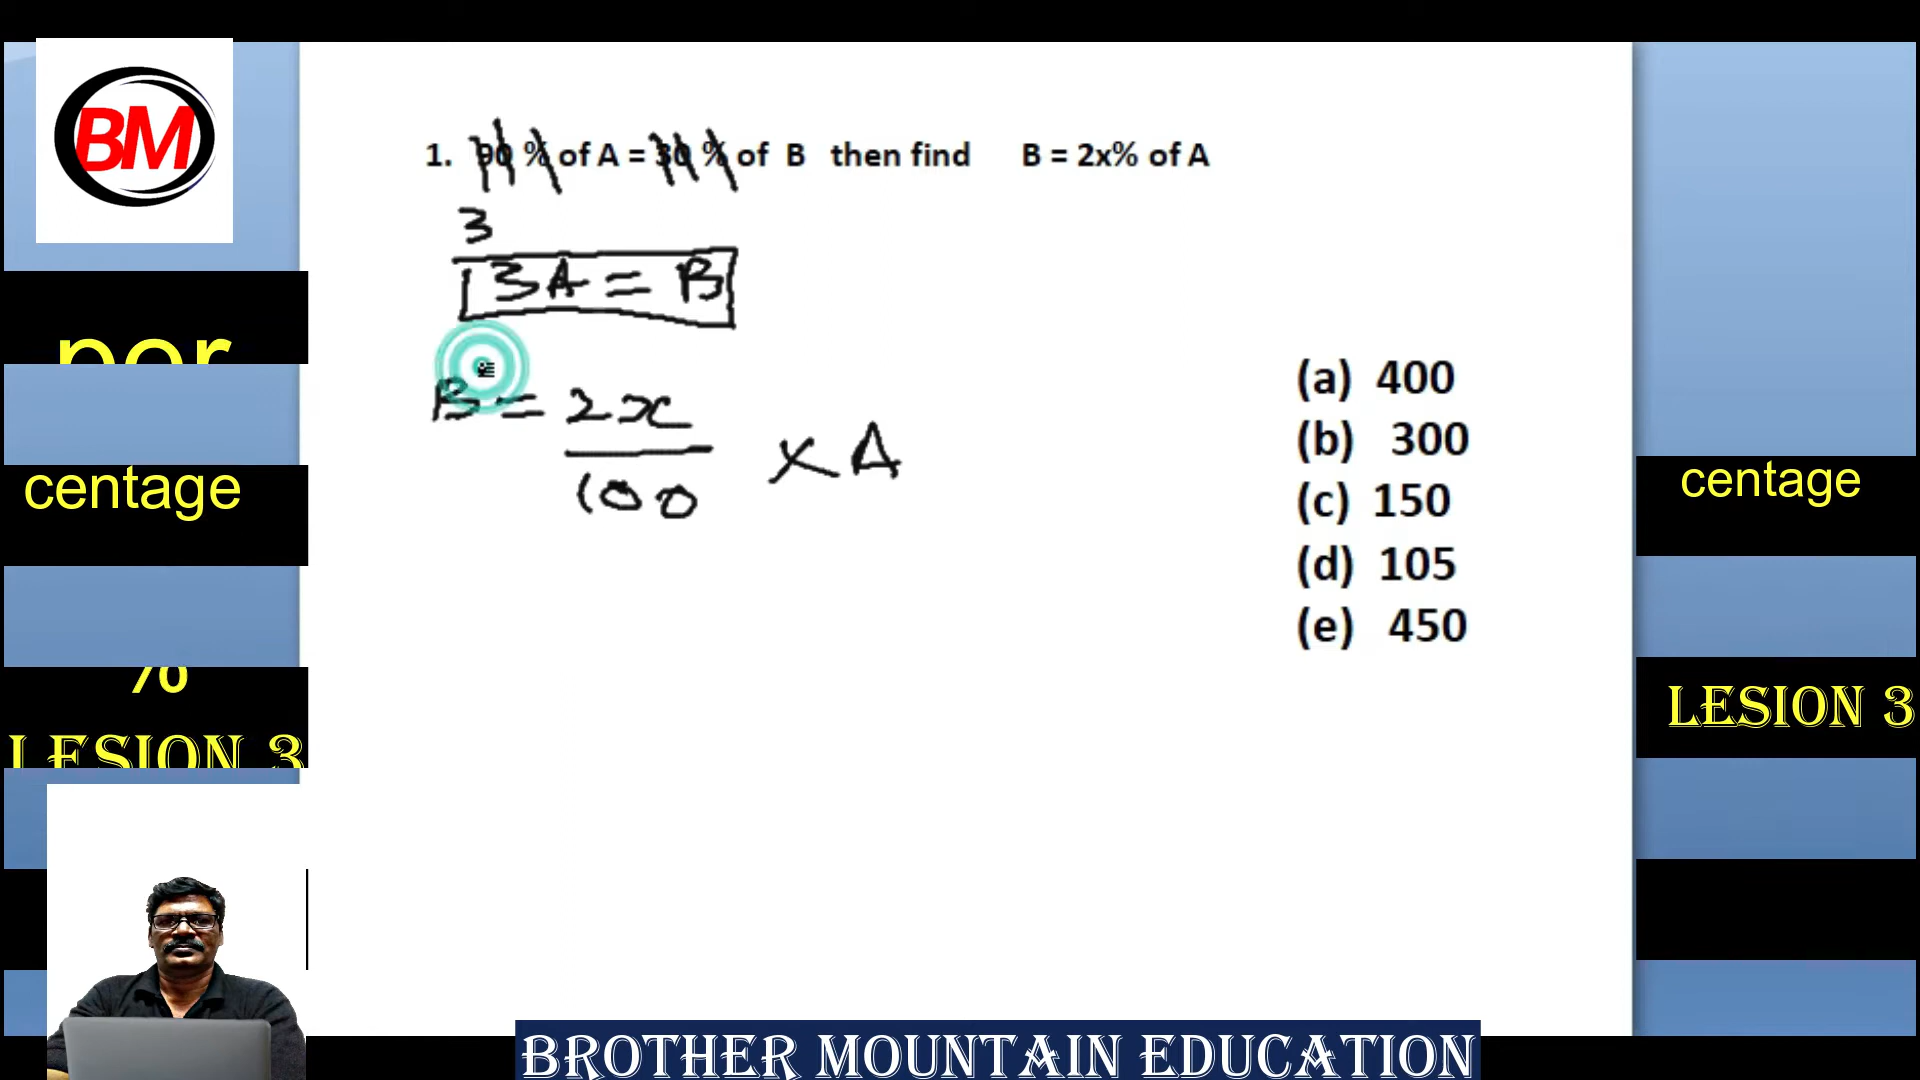 BM
1. 90 % of A = 30 % of B then find B = 2x% of A
3
3A = B
B = 2x
100
× A
(a) 400
(b) 300
(c) 150
(d) 105
(e) 450
per
centage
%
LESION 3
centage
LESION 3
BROTHER MOUNTAIN EDUCATION